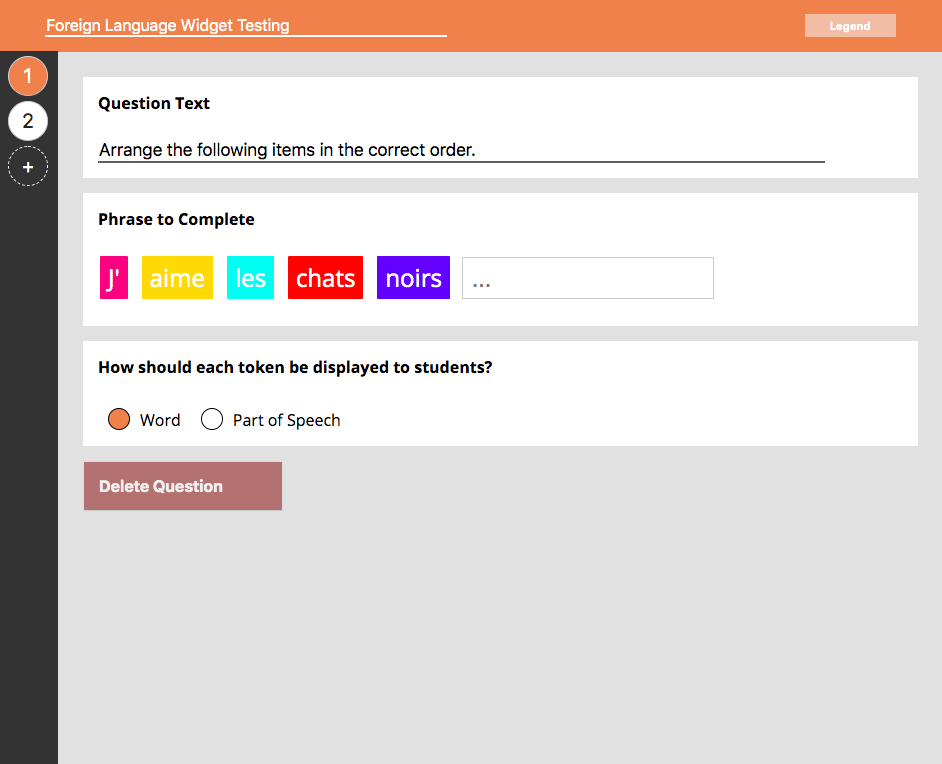 Foreign Language Widget Testing
Legend
1
2
+
Question Text
Arrange the following items in the correct order.
Phrase to Complete
J' aime les chats noirs ...
How should each token be displayed to students?
Word Part of Speech
Delete Question